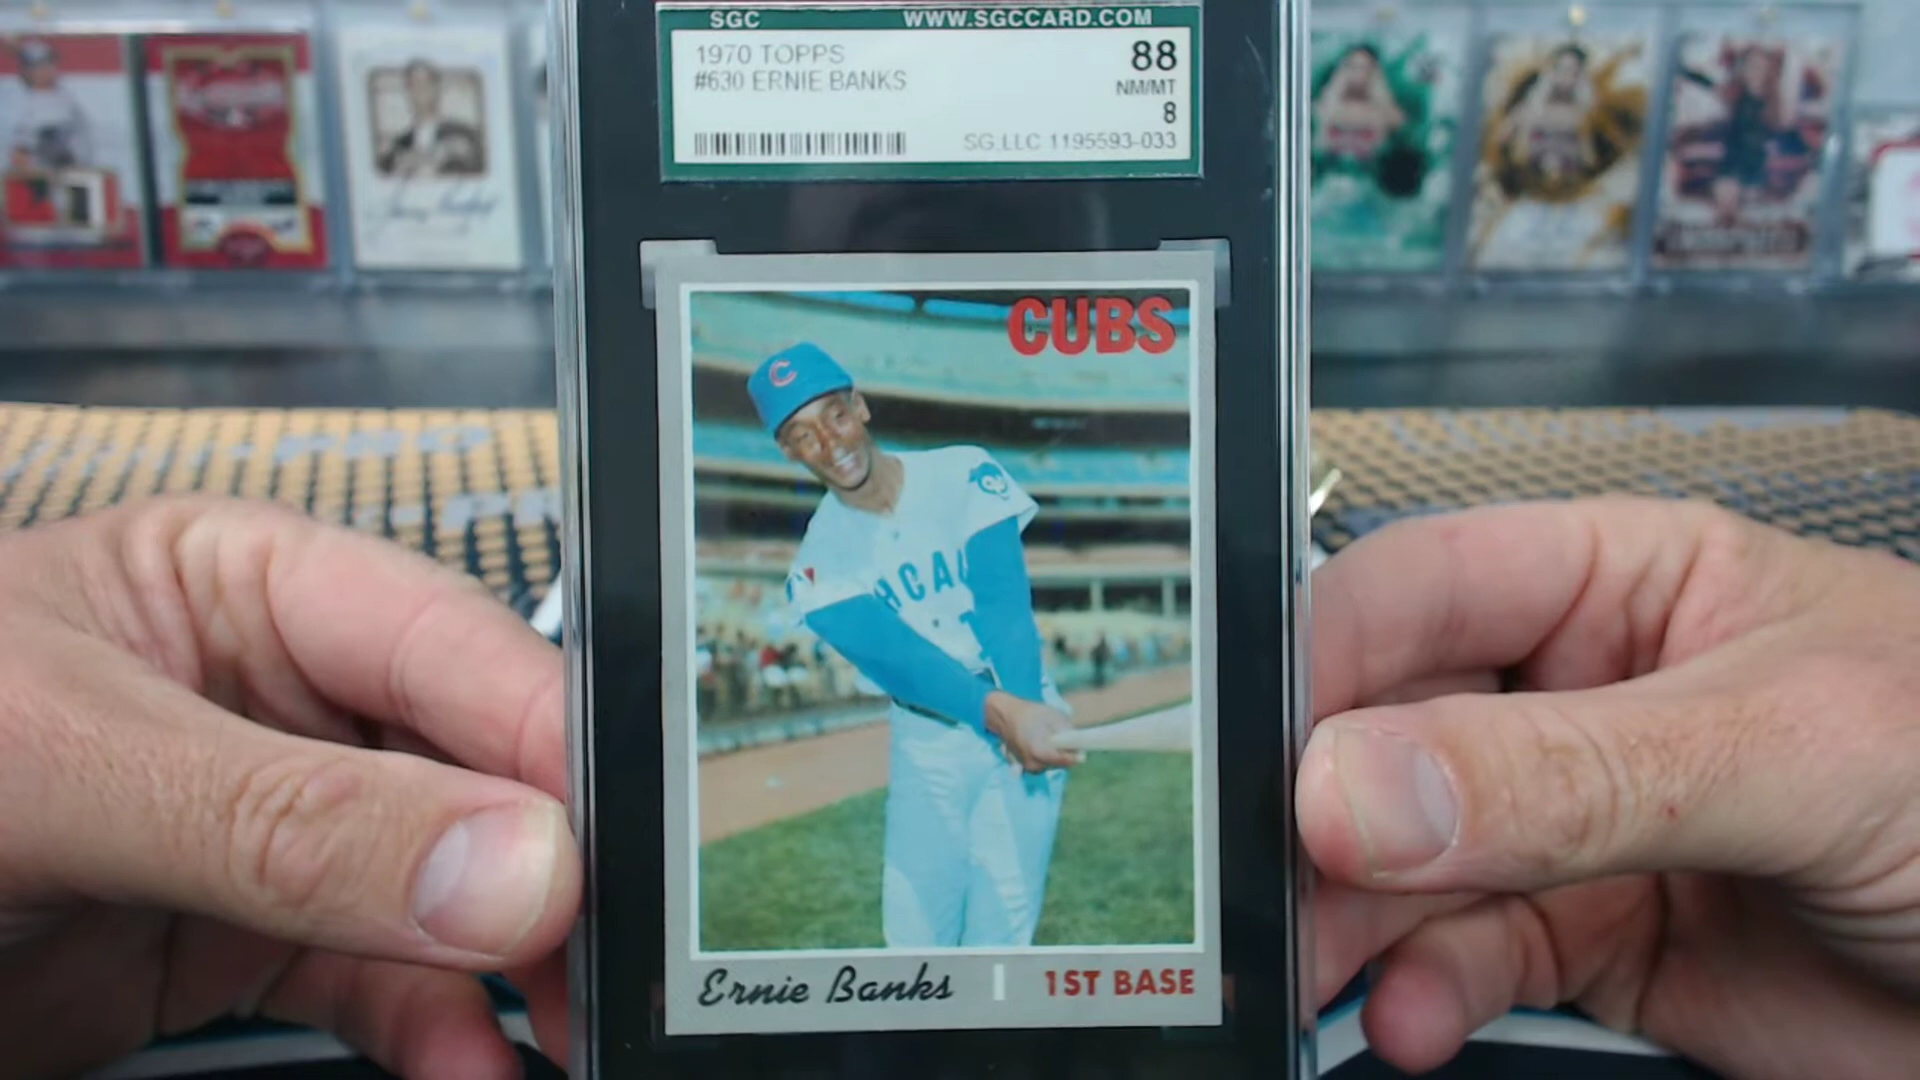 SGC WWW.SGCCARD.COM
1970 TOPPS 88
#630 ERNIE BANKS NM/MT
8
SG.LLC 1195593-033
CUBS
C
HCA
Ernie Banks 1ST BASE